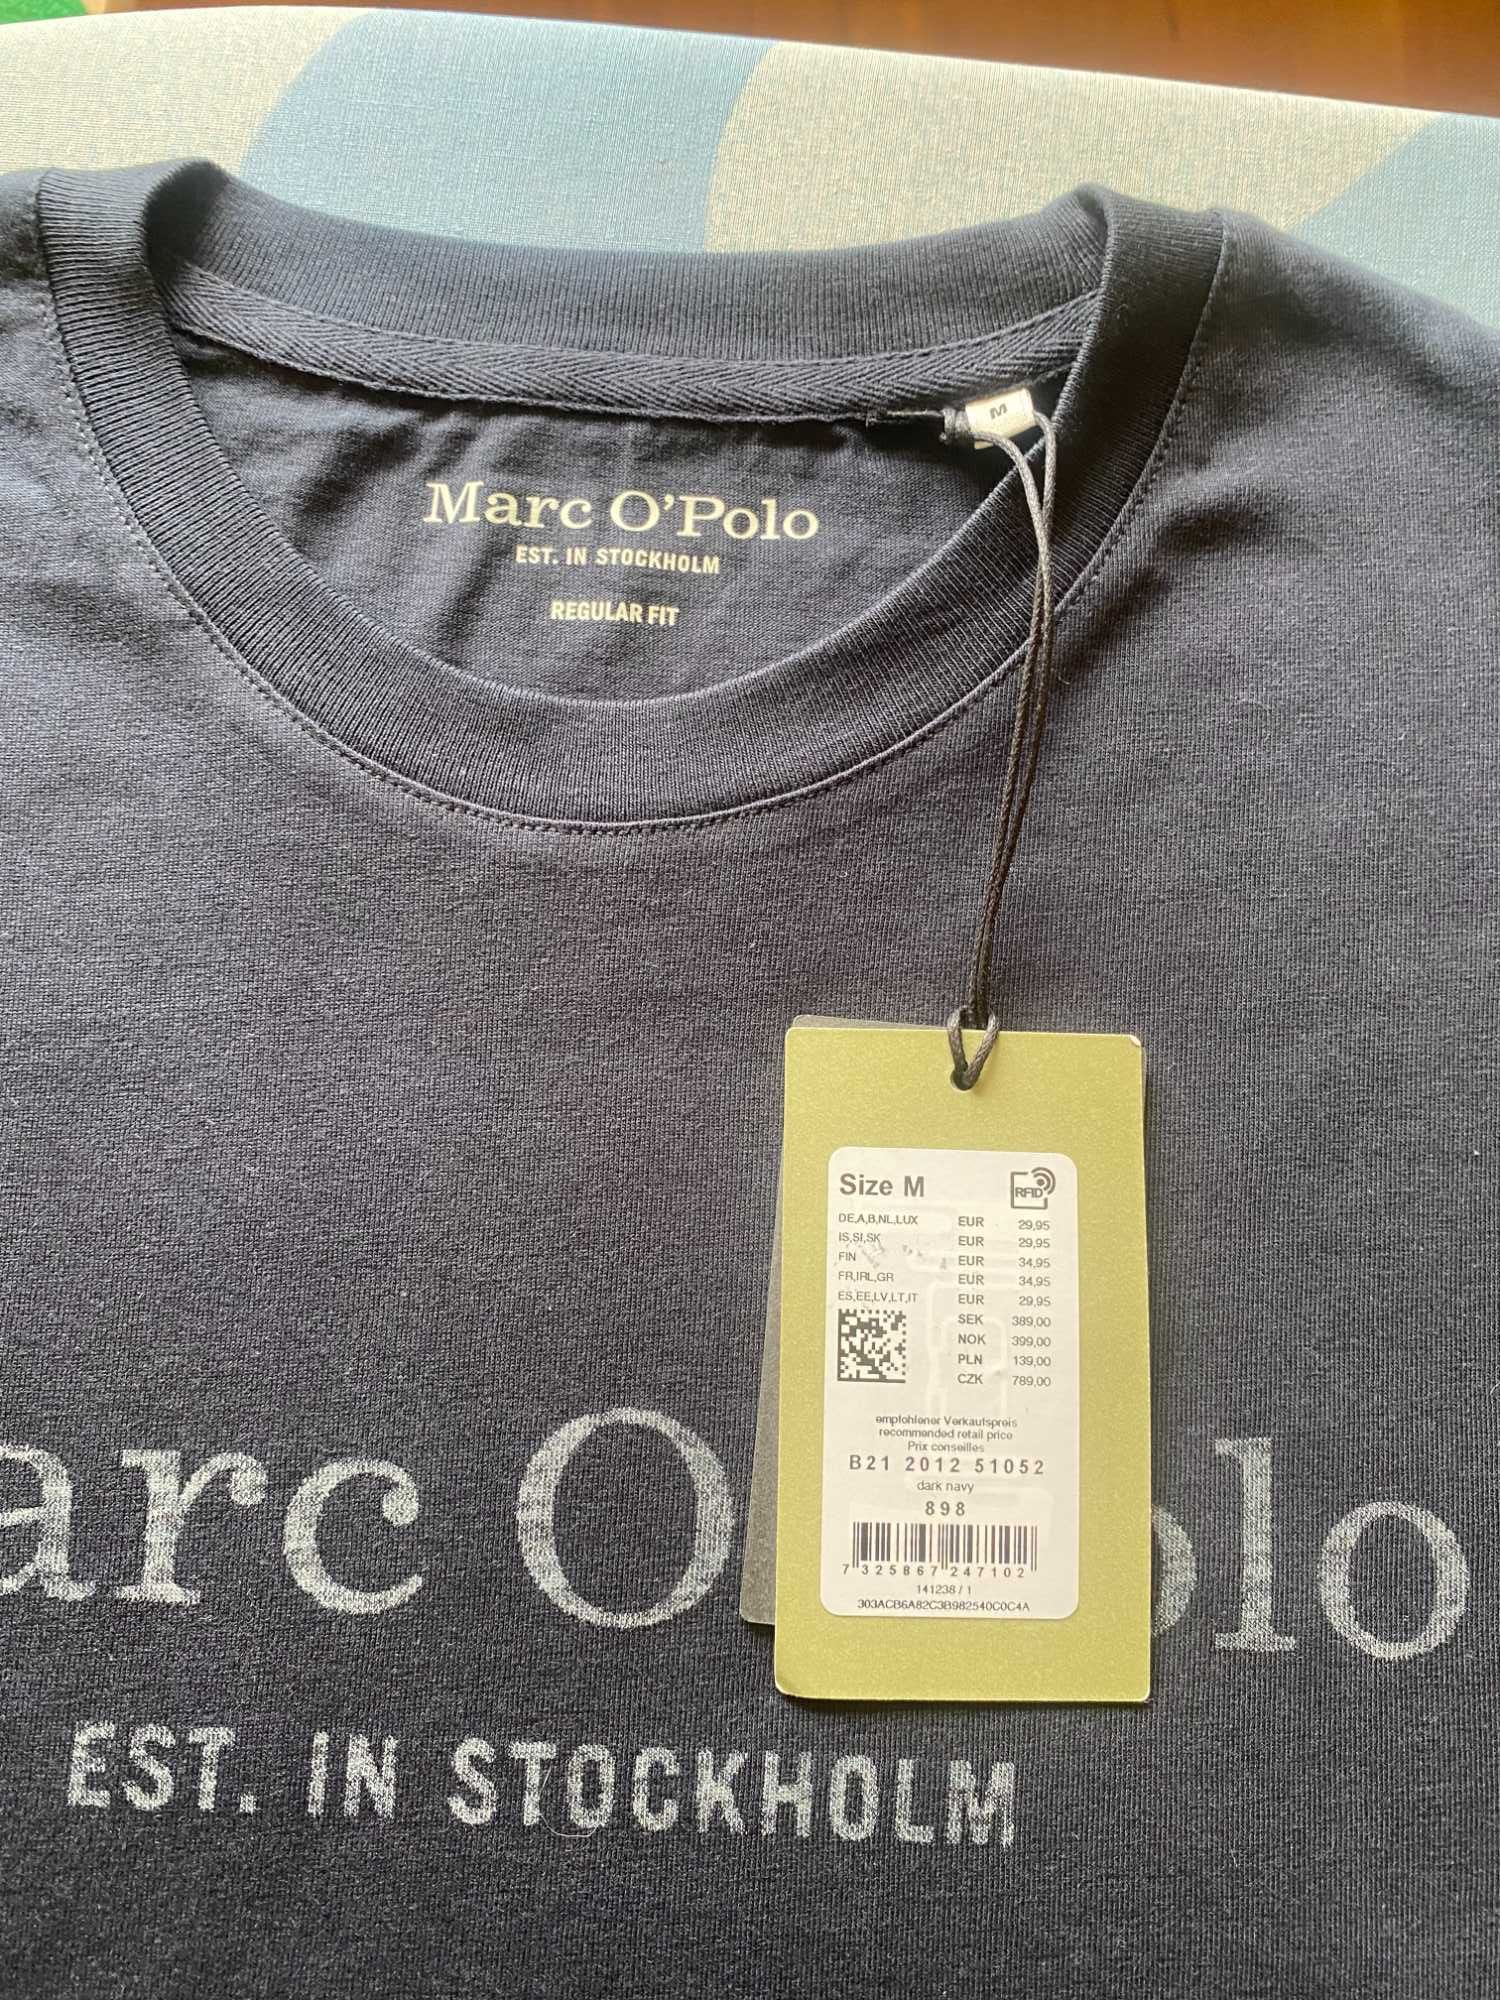 M
Marc O'Polo
EST. IN STOCKHOLM
REGULAR FIT
Size M
RFID
DE,A,B,NL,LUX EUR 29,95
IS,SI,SK EUR 29,95
FIN EUR 34,95
FR,IRL,GR EUR 34,95
ES,EE,LV,LT,IT EUR 29,95
SEK 389,00
NOK 399,00
PLN 139,00
CZK 789,00
empfohlener Verkaufspreis
recommended retail price
Prix conseilles
B21 2012 51052
dark navy
898
7 325867 247102
141238 / 1
303ACB6A82C3B982540C0C4A
arc O olo
EST. IN STOCKHOLM